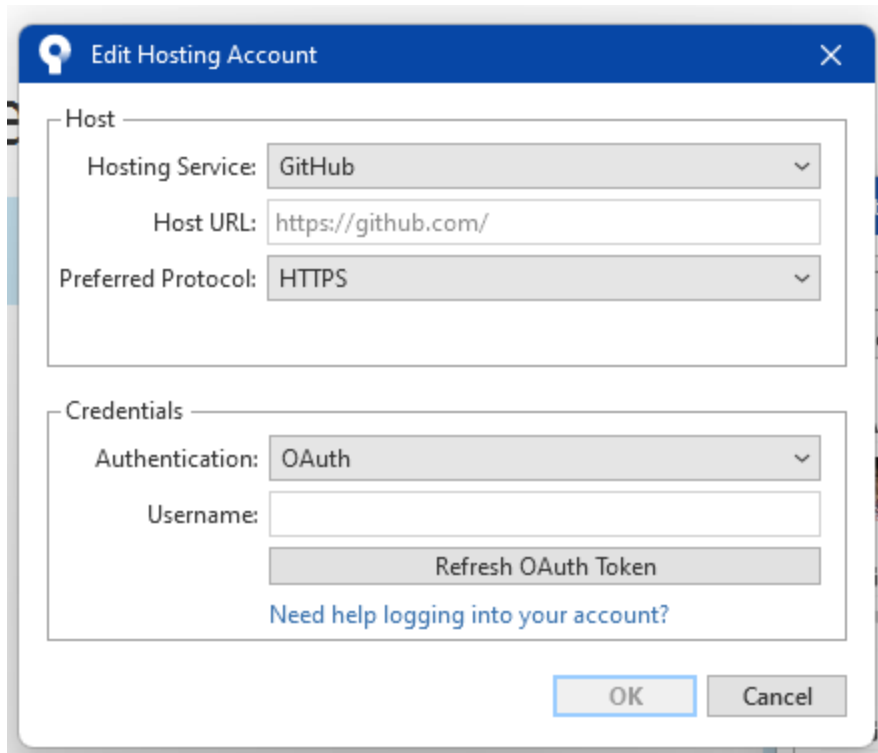 Edit Hosting Account
Host
Hosting Service: GitHub
Host URL: https://github.com/
Preferred Protocol: HTTPS
Credentials
Authentication: OAuth
Username:
Refresh OAuth Token
Need help logging into your account?
OK Cancel